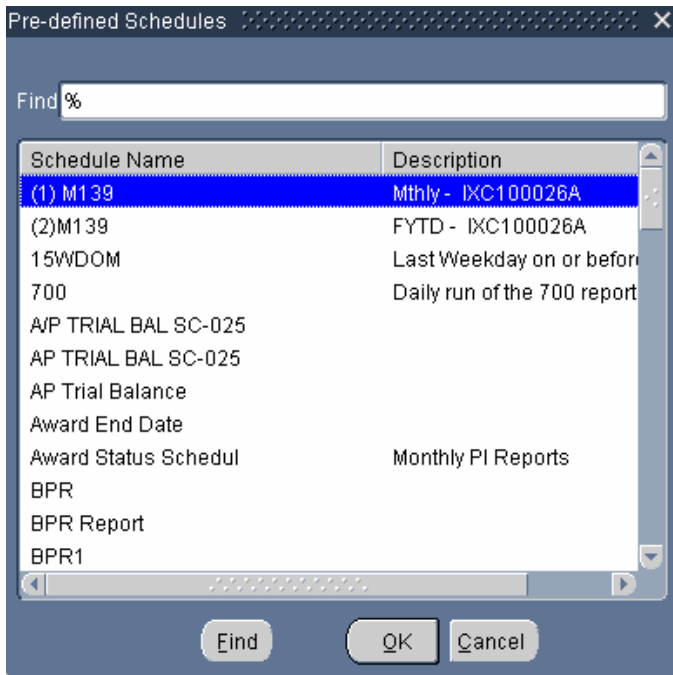 Pre-defined Schedules
Find %
Schedule Name Description
(1) M139 Mthly - IXC100026A
(2)M139 FYTD - IXC100026A
15WDOM Last Weekday on or befor
700 Daily run of the 700 report
A/P TRIAL BAL SC-025
AP TRIAL BAL SC-025
AP Trial Balance
Award End Date
Award Status Schedul Monthly PI Reports
BPR
BPR Report
BPR1
Find OK Cancel